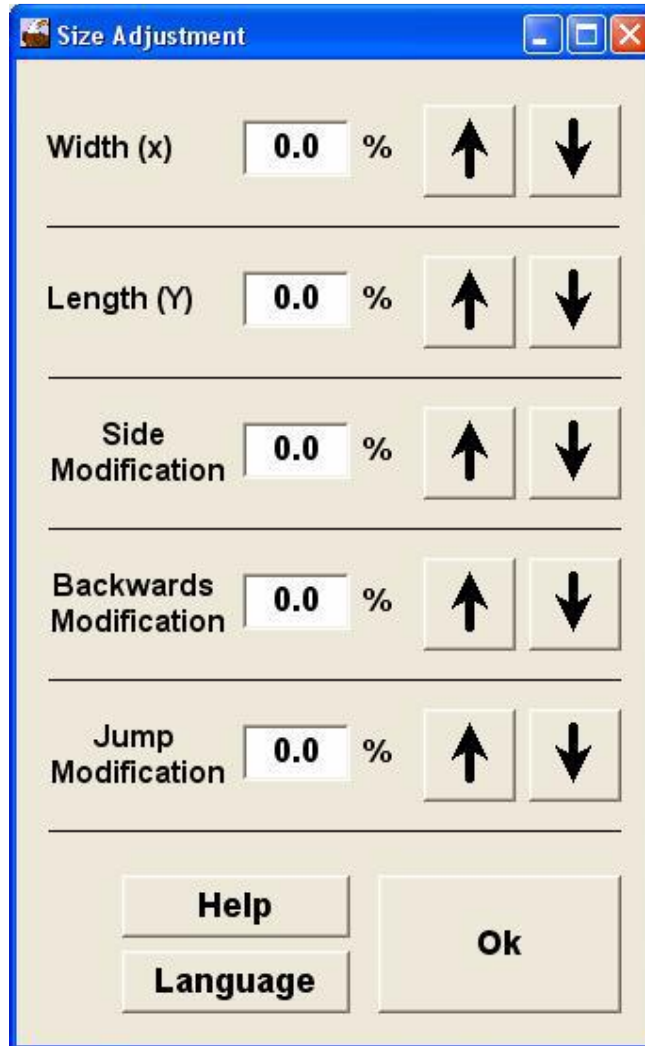 Size Adjustment
Width (x) 0.0 %
Length (Y) 0.0 %
Side
Modification 0.0 %
Backwards
Modification 0.0 %
Jump
Modification 0.0 %
Help
Ok
Language